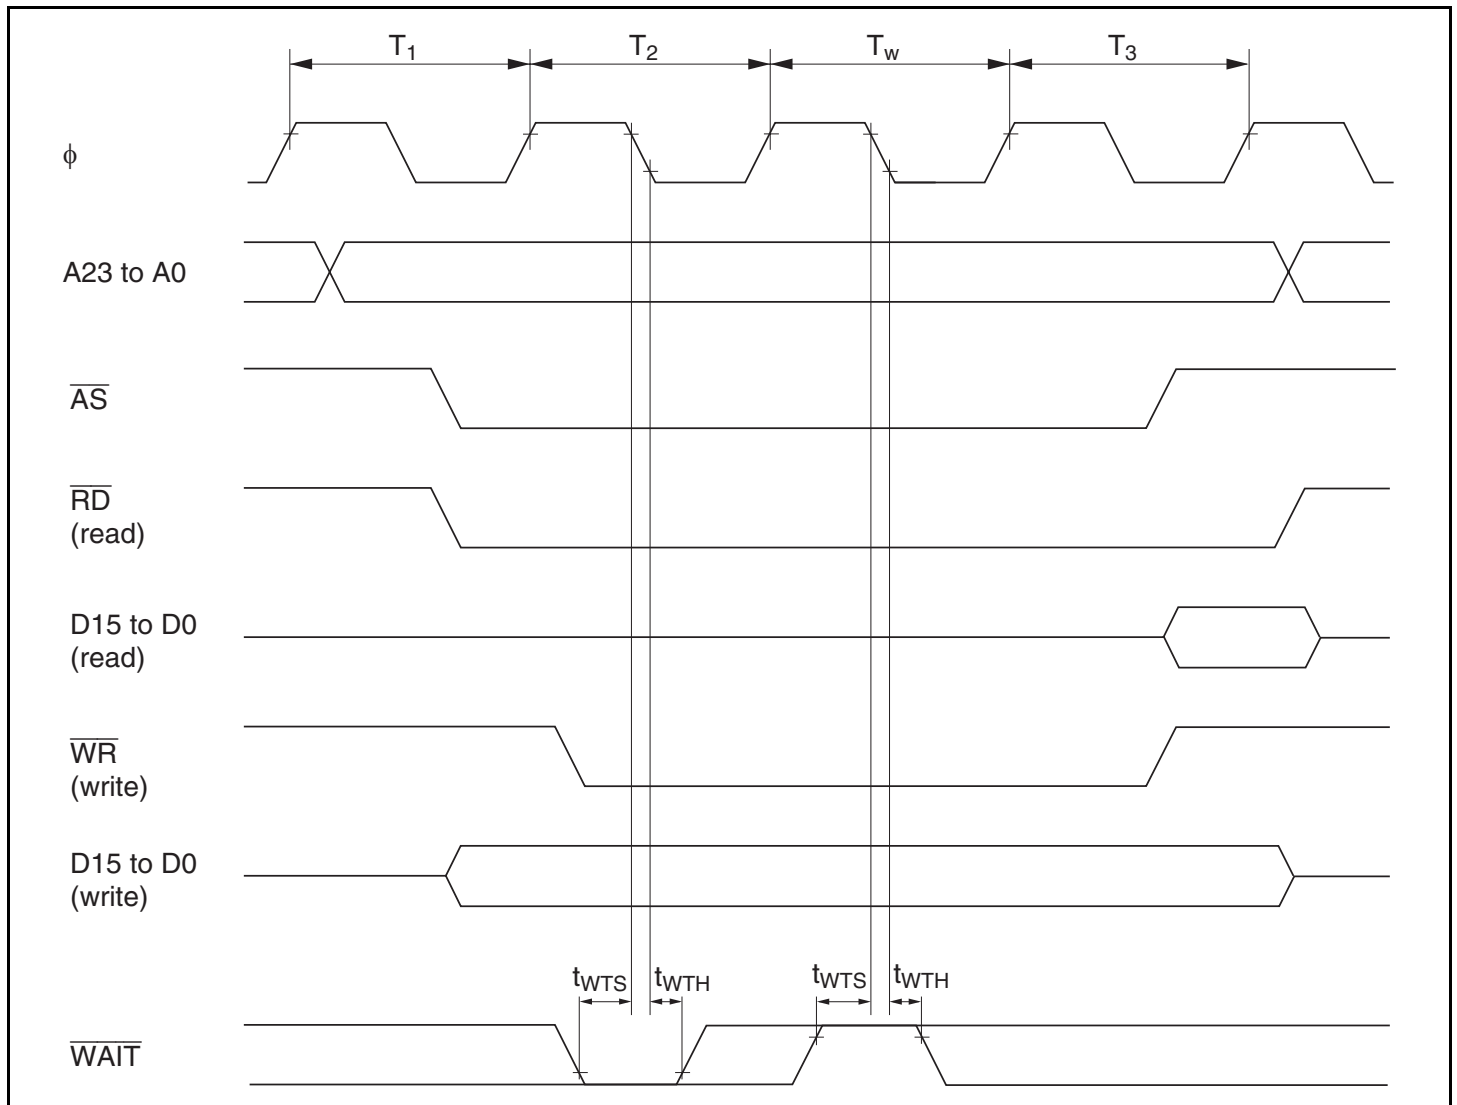 T1 T2 Tw T3
ϕ
A23 to A0
AS
RD
(read)
D15 to D0
(read)
WR
(write)
D15 to D0
(write)
tWTS tWTH tWTS tWTH
WAIT